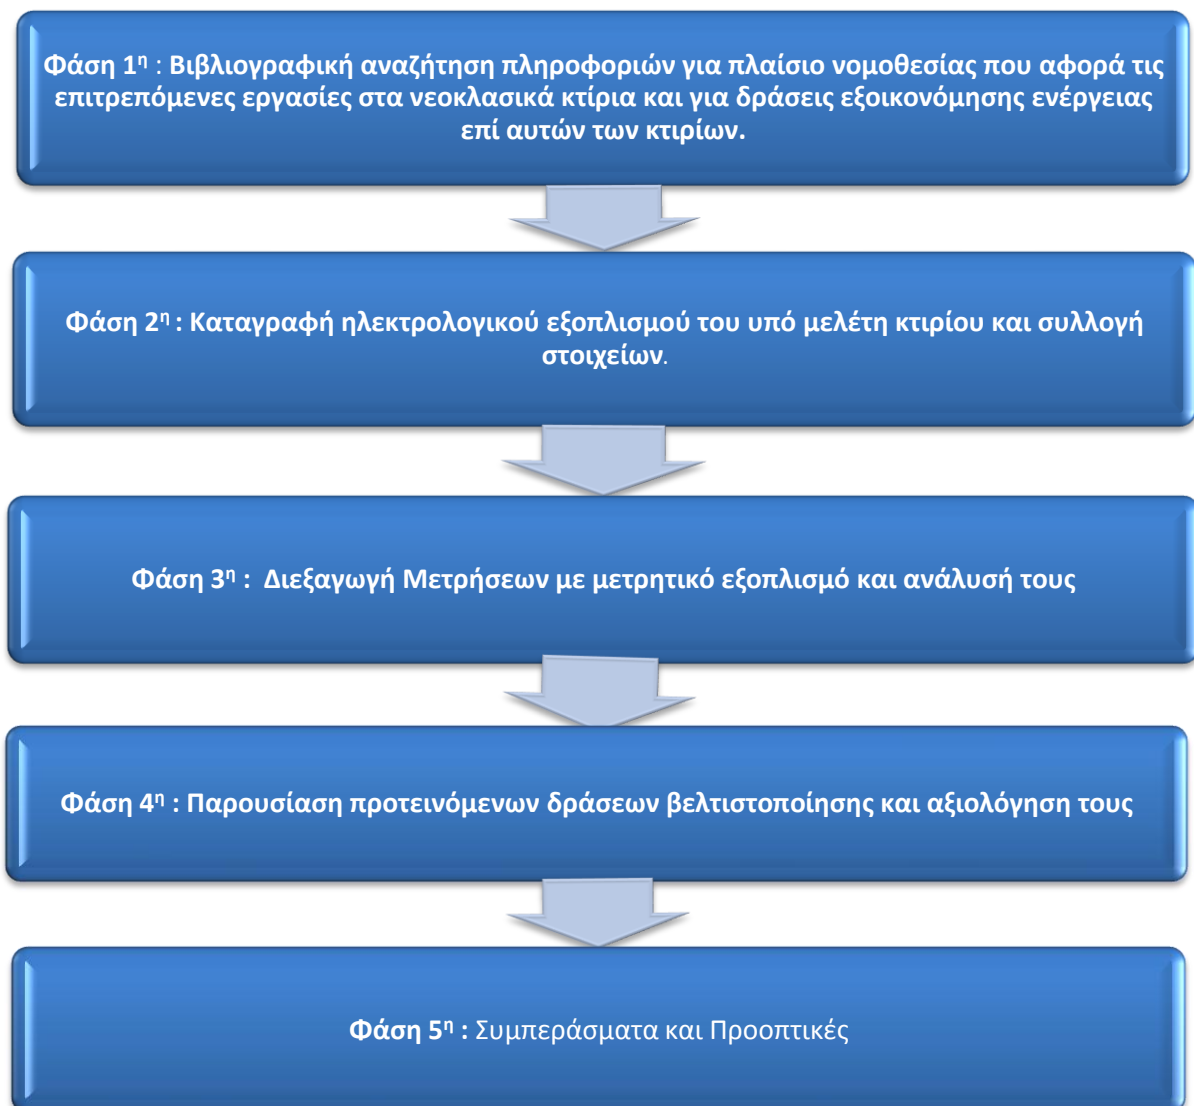 Φάση 1η : Βιβλιογραφική αναζήτηση πληροφοριών για πλαίσιο νομοθεσίας που αφορά τις
επιτρεπόμενες εργασίες στα νεοκλασικά κτίρια και για δράσεις εξοικονόμησης ενέργειας
επί αυτών των κτιρίων.
Φάση 2η : Καταγραφή ηλεκτρολογικού εξοπλισμού του υπό μελέτη κτιρίου και συλλογή
στοιχείων.
Φάση 3η : Διεξαγωγή Μετρήσεων με μετρητικό εξοπλισμό και ανάλυσή τους
Φάση 4η : Παρουσίαση προτεινόμενων δράσεων βελτιστοποίησης και αξιολόγηση τους
Φάση 5η : Συμπεράσματα και Προοπτικές